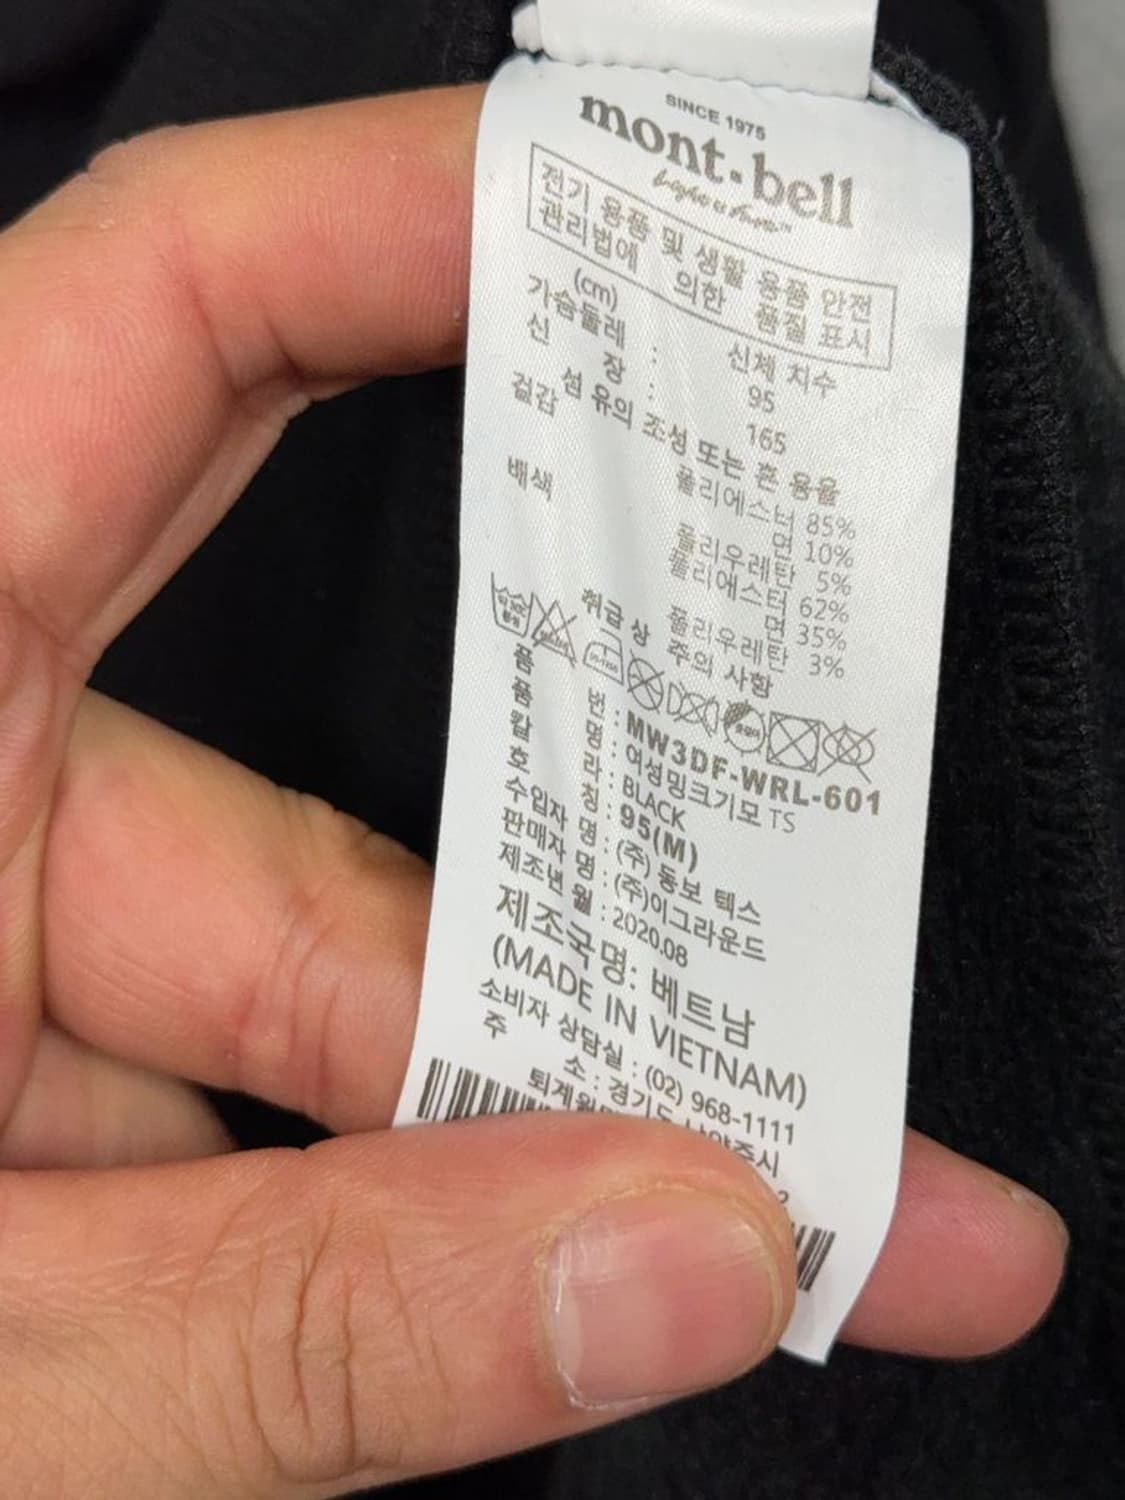 SINCE 1975
mont-bell
전기 용품 및 생활 용품 안전
관리법에 의한 품질 표시
(cm) 신체 치수
가슴둘레 : 95
신 장 : 165
섬 유의 조성 또는 혼 용율
겉감 폴리에스터 85%
면 10%
폴리우레탄 5%
배색 폴리에스터 62%
면 35%
폴리우레탄 3%
취급 상 주의 사항
품 번 : MW3DF-WRL-601
품 명 : 여성밍크기모 TS
칼 라 : BLACK
호 칭 : 95(M)
수입자 명 : (주) 동보 텍스
판매자 명 : (주)이그라운드
제조년 월 : 2020.08
제조국명: 베트남
(MADE IN VIETNAM)
소비자 상담실 : (02) 968-1111
주 소 : 경기도 남양주시
퇴계원
2